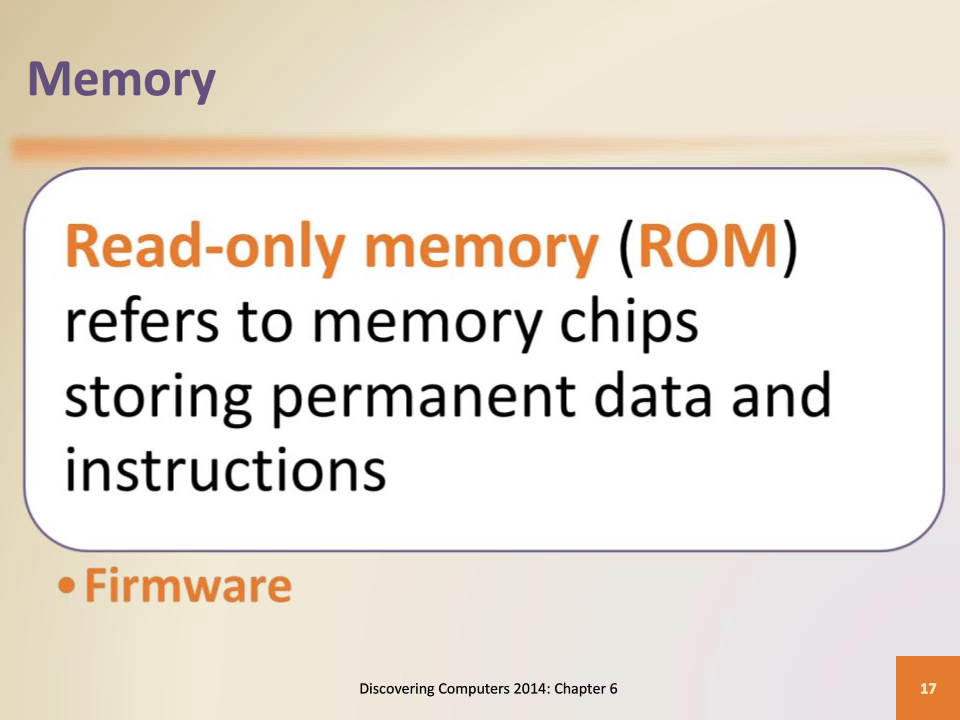 Memory
Read-only memory (ROM)
refers to memory chips
storing permanent data and
instructions
•Firmware
Discovering Computers 2014: Chapter 6
17